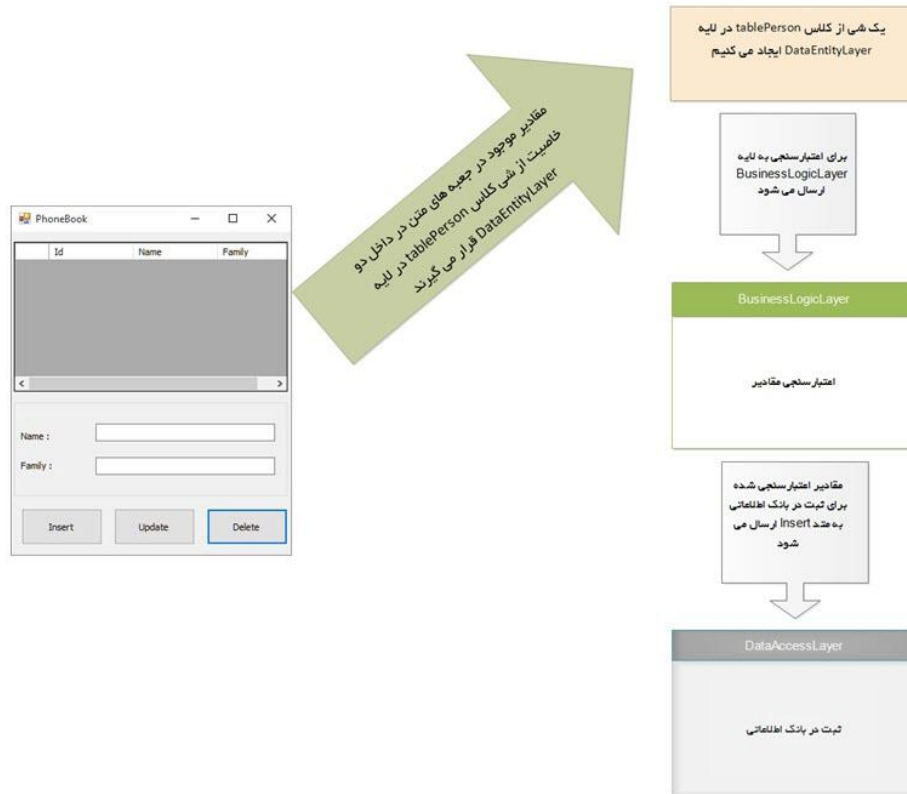 PhoneBook
Id Name Family
Name :
Family :
Insert Update Delete
مقادیر موجود در جعبه های متن در داخل دو
خاصیت از شی کلاس tablePerson در لایه
DataEntityLayer قرار می گیرند
یک شی از کلاس tablePerson در لایه
DataEntityLayer ایجاد می کنیم
برای اعتبارسنجی به لایه
BusinessLogicLayer
ارسال می شود
BusinessLogicLayer
اعتبارسنجی مقادیر
مقادیر اعتبارسنجی شده
برای ثبت در بانک اطلاعاتی
به متد Insert ارسال می
شود
DataAccessLayer
ثبت در بانک اطلاعاتی